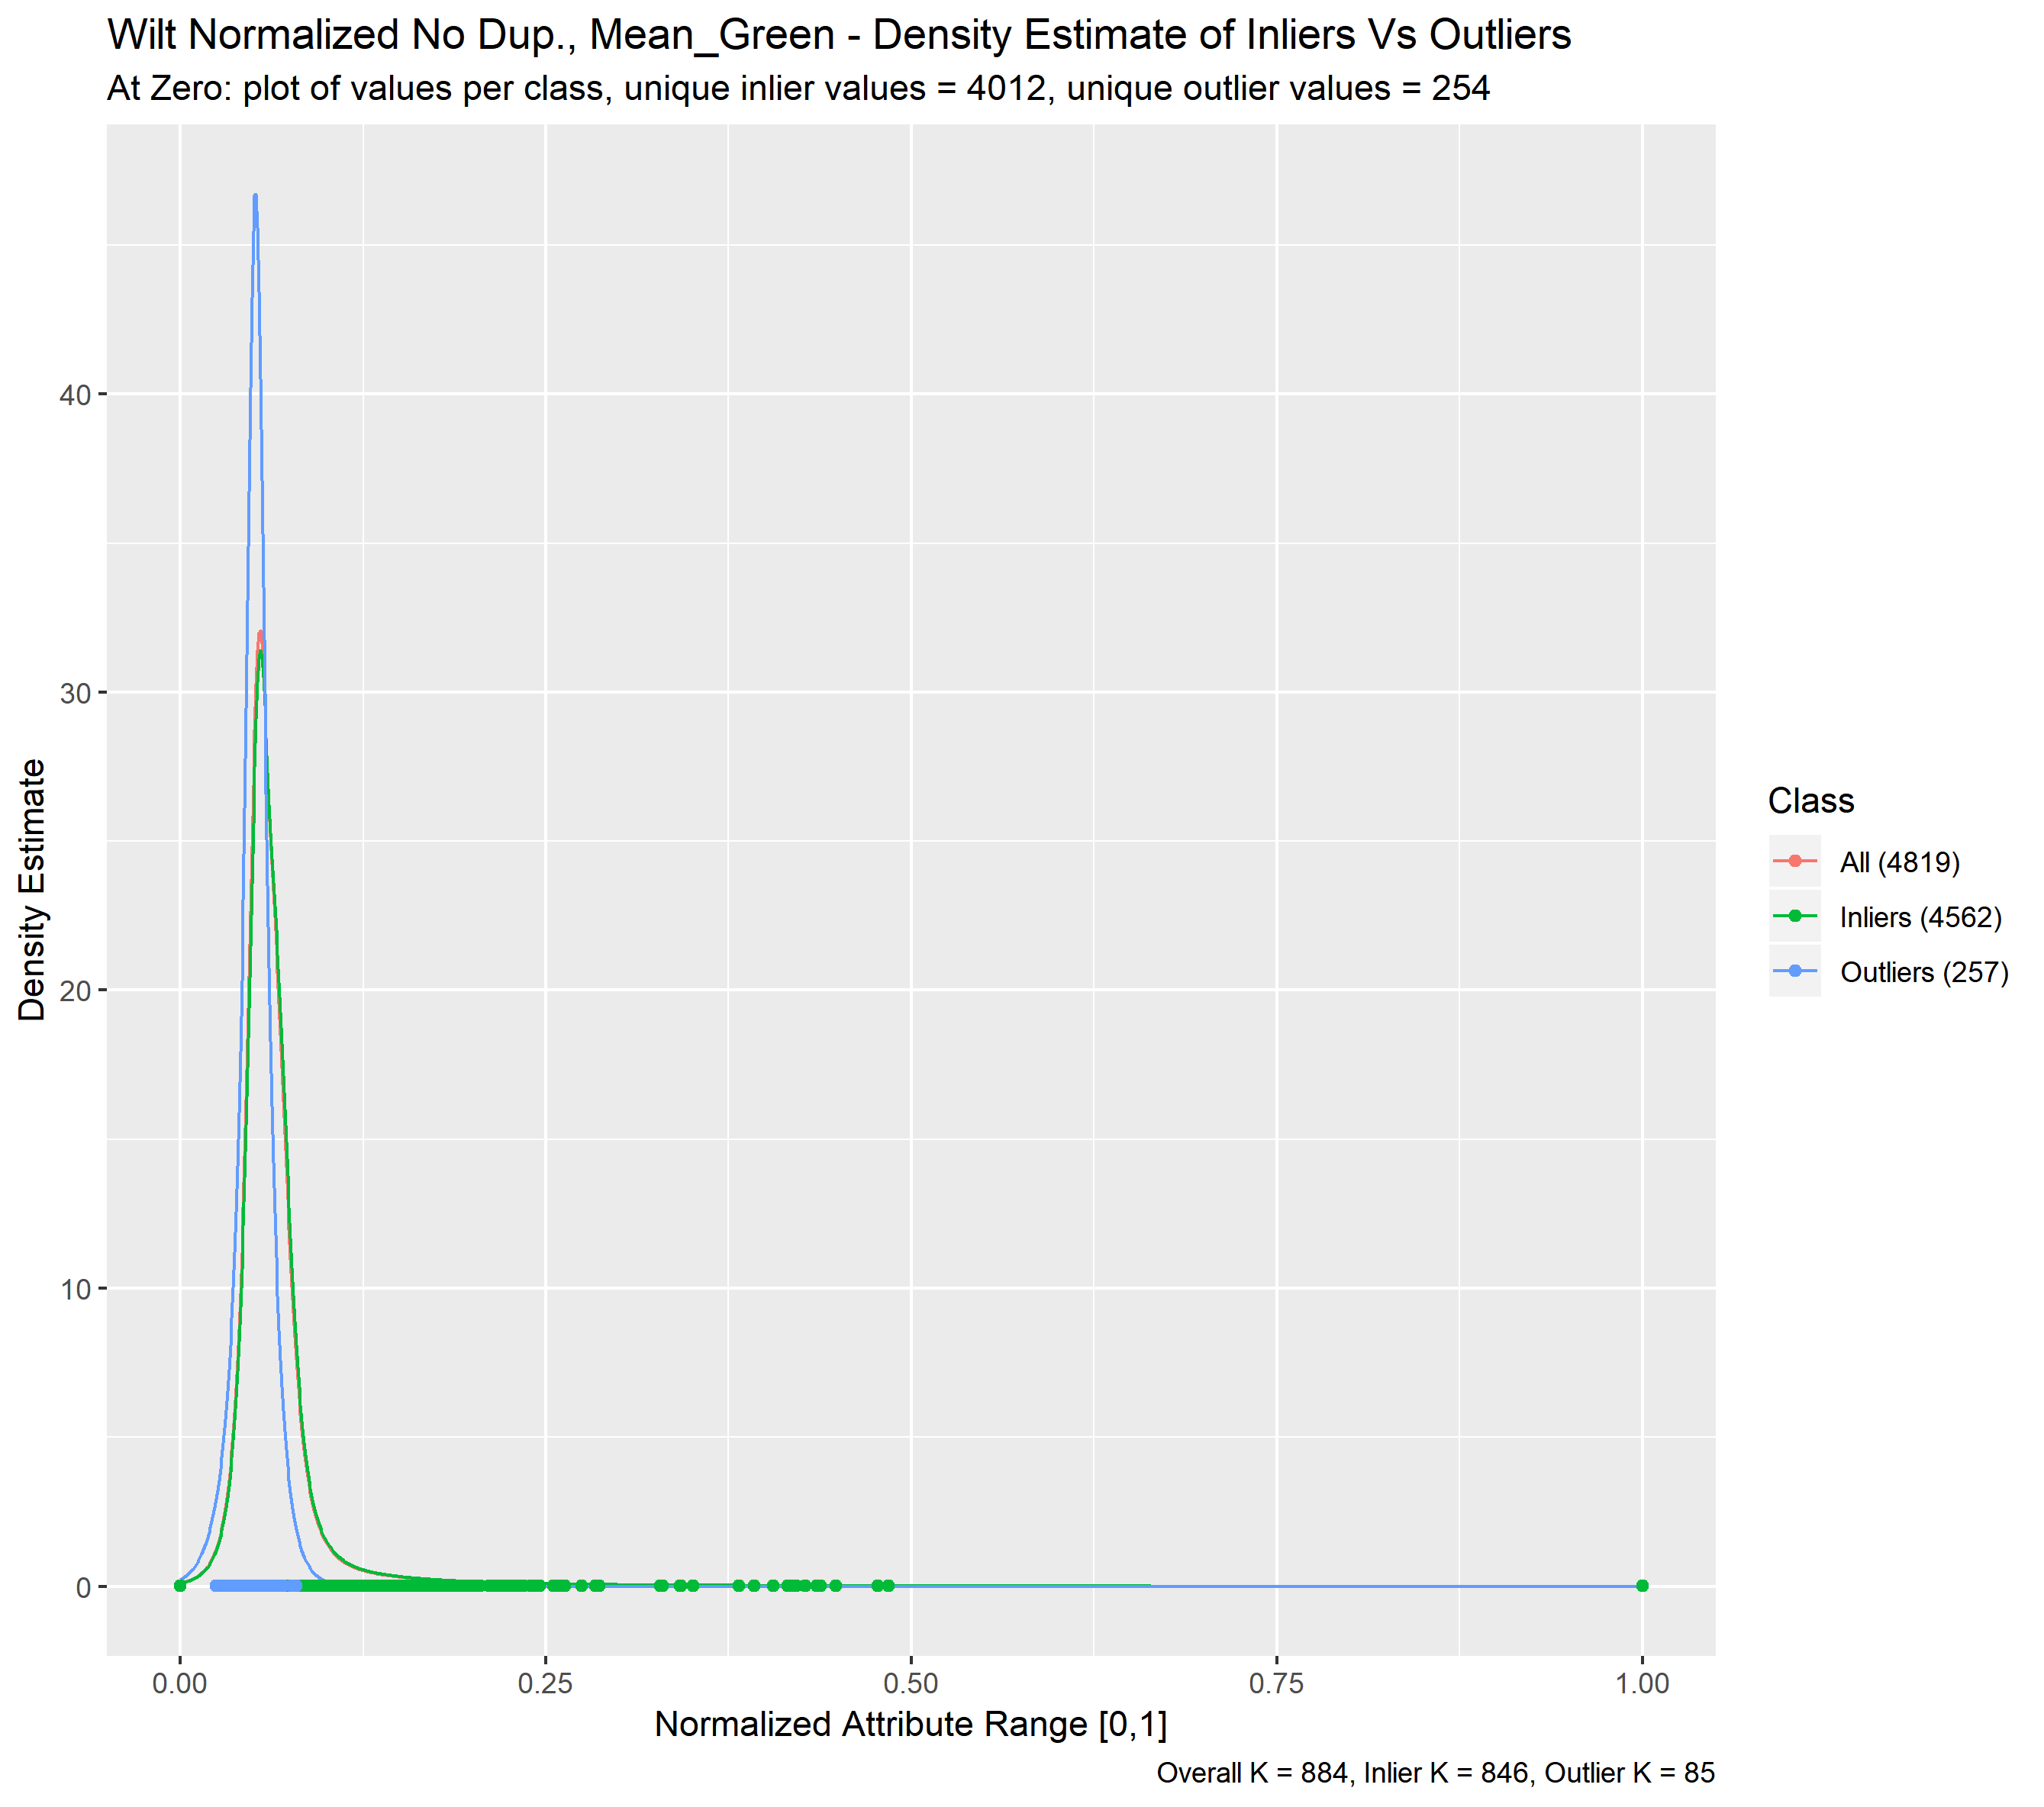 Wilt Normalized No Dup., Mean_Green - Density Estimate of Inliers Vs Outliers
At Zero: plot of values per class, unique inlier values = 4012, unique outlier values = 254
Density Estimate
40
30
20
10
0
0.00 0.25 0.50 0.75 1.00
Normalized Attribute Range [0,1]
Overall K = 884, Inlier K = 846, Outlier K = 85
Class
All (4819)
Inliers (4562)
Outliers (257)